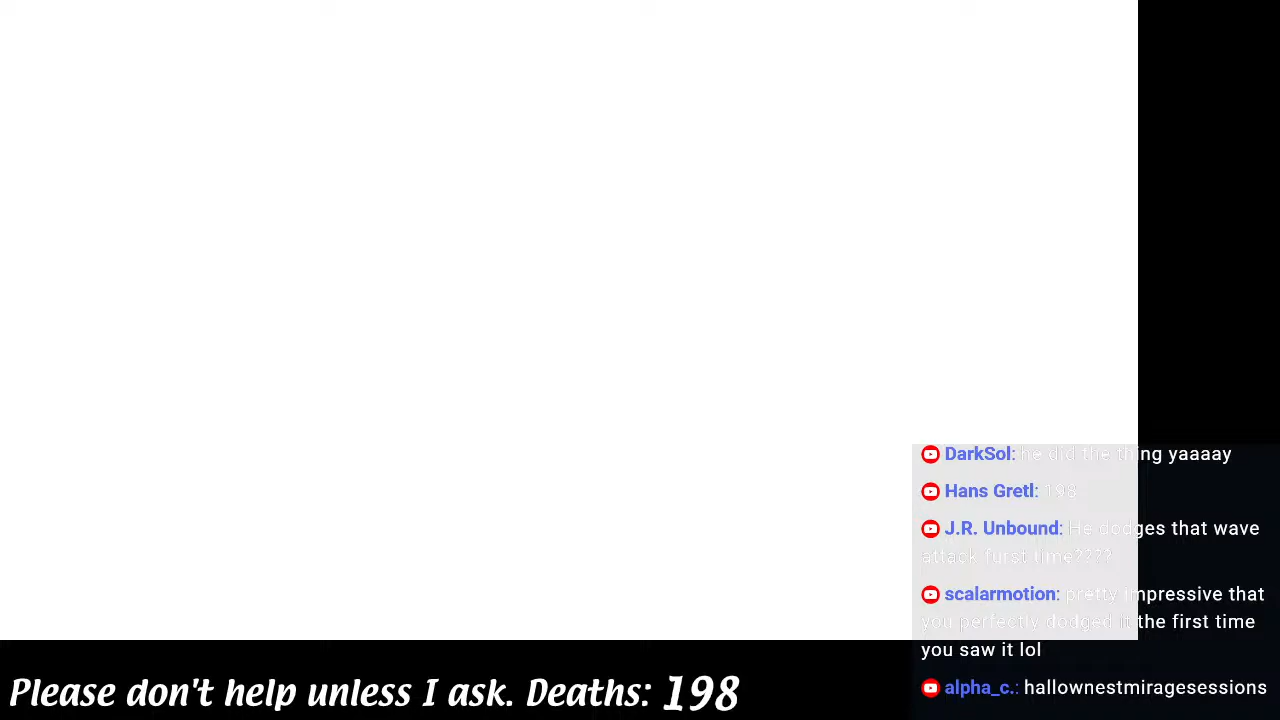 DarkSol: he did the thing yaaaay
Hans Gretl: 198
J.R. Unbound: He dodges that wave
attack furst time????
scalarmotion: pretty impressive that
you perfectly dodged it the first time
you saw it lol
alpha_c.: hallownestmiragesessions
Please don't help unless I ask. Deaths: 198